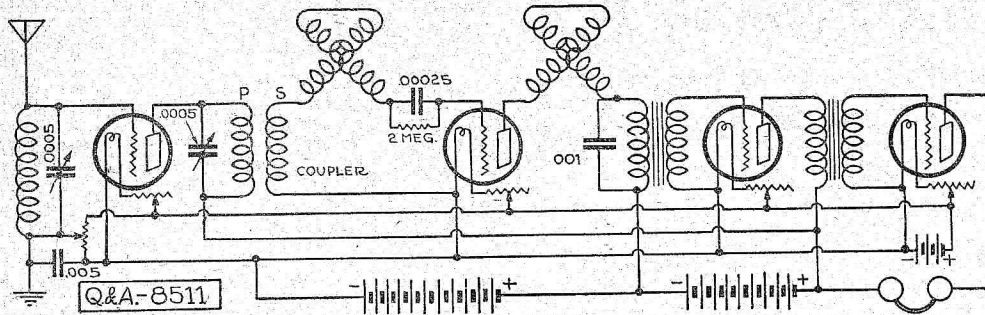 .0005
.0005
P
S
COUPLER
.00025
2 MEG.
001
.005
Q&A.-8511
- +
- +
- +